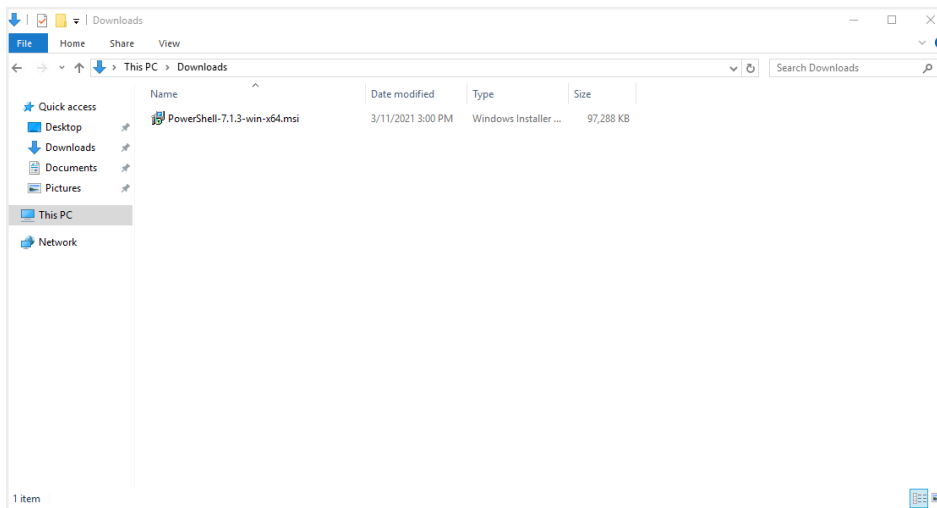 Downloads
File Home Share View
This PC > Downloads
Search Downloads
Name Date modified Type Size
PowerShell-7.1.3-win-x64.msi 3/11/2021 3:00 PM Windows Installer ... 97,288 KB
Quick access
Desktop
Downloads
Documents
Pictures
This PC
Network
1 item